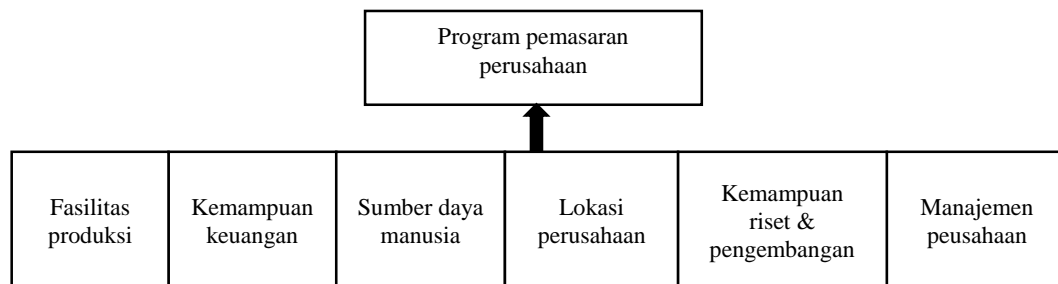 Program pemasaran
perusahaan
Fasilitas
produksi
Kemampuan
keuangan
Sumber daya
manusia
Lokasi
perusahaan
Kemampuan
riset &
pengembangan
Manajemen
peusahaan